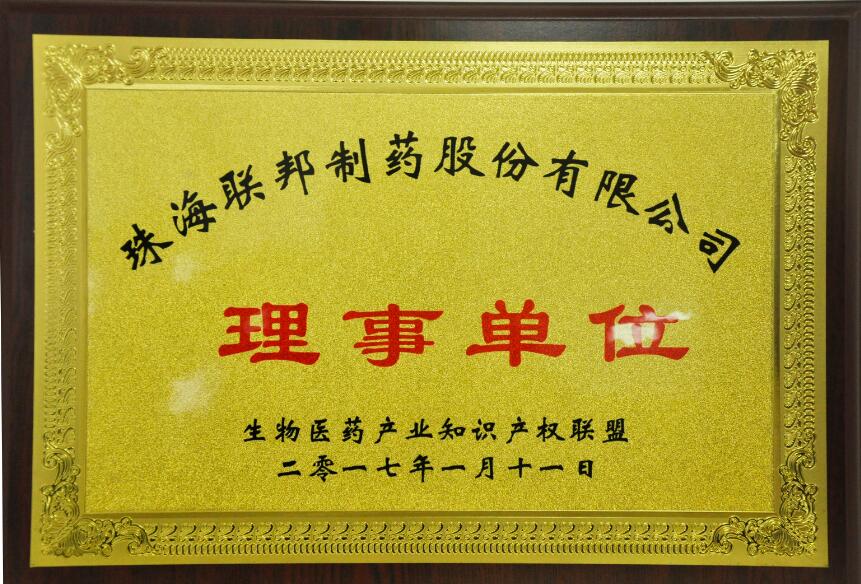 珠海联邦制药股份有限公司
理事单位
生物医药产业知识产权联盟
二零一七年一月十一日